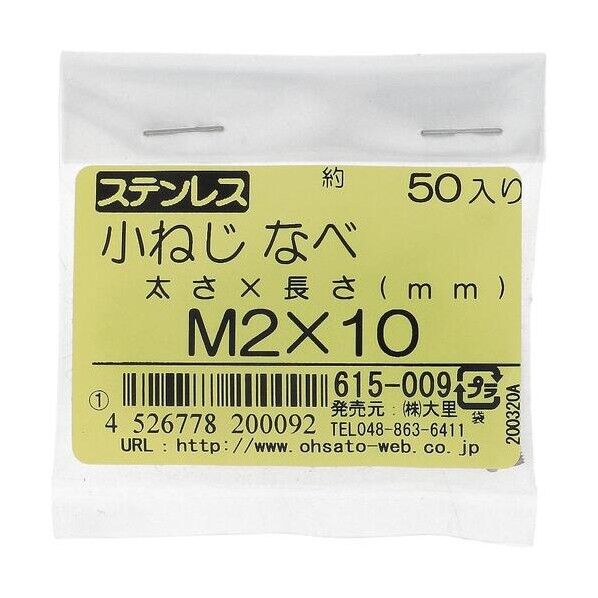 ステンレス 約 50入り
小ねじ なべ
太さ×長さ(mm)
M2×10
① 615-009 プラ
4 526778 200092 発売元:㈱大里 袋
TEL048-863-6411
URL:http://www.ohsato-web.co.jp
200320A